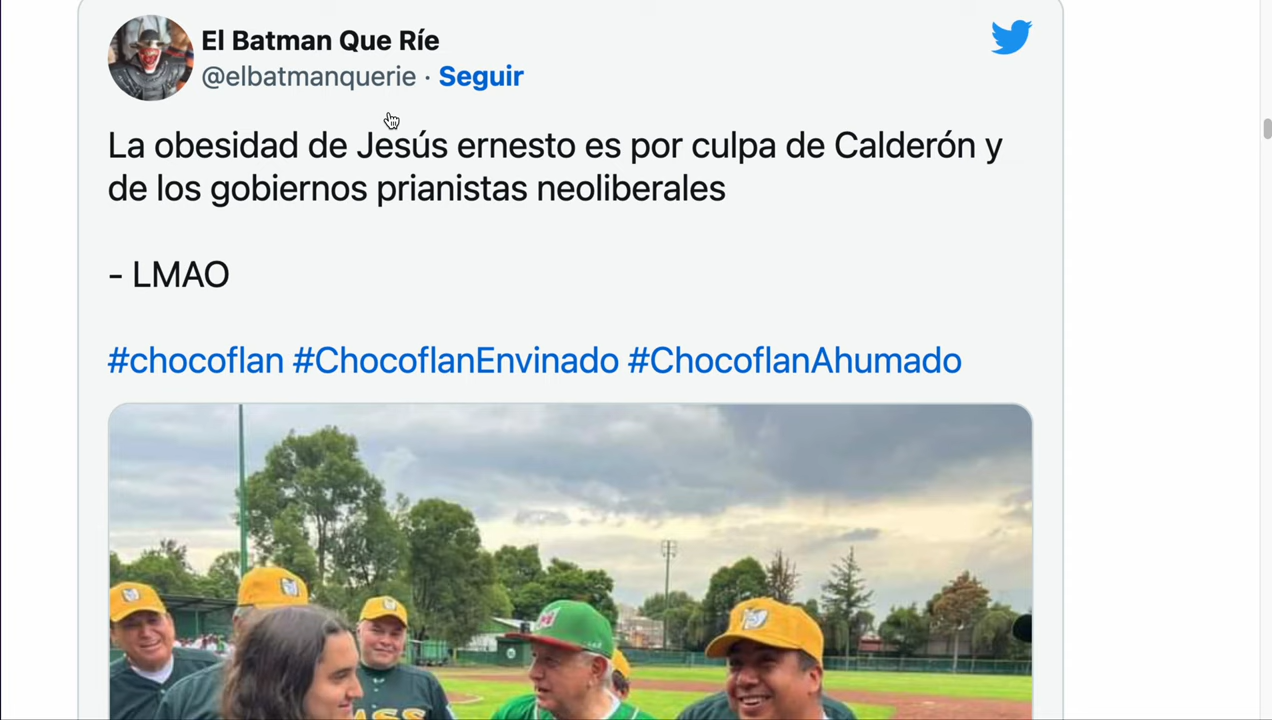 El Batman Que Ríe
@elbatmanquerie · Seguir
La obesidad de Jesús ernesto es por culpa de Calderón y
de los gobiernos prianistas neoliberales
- LMAO
#chocoflan #ChocoflanEnvinado #ChocoflanAhumado